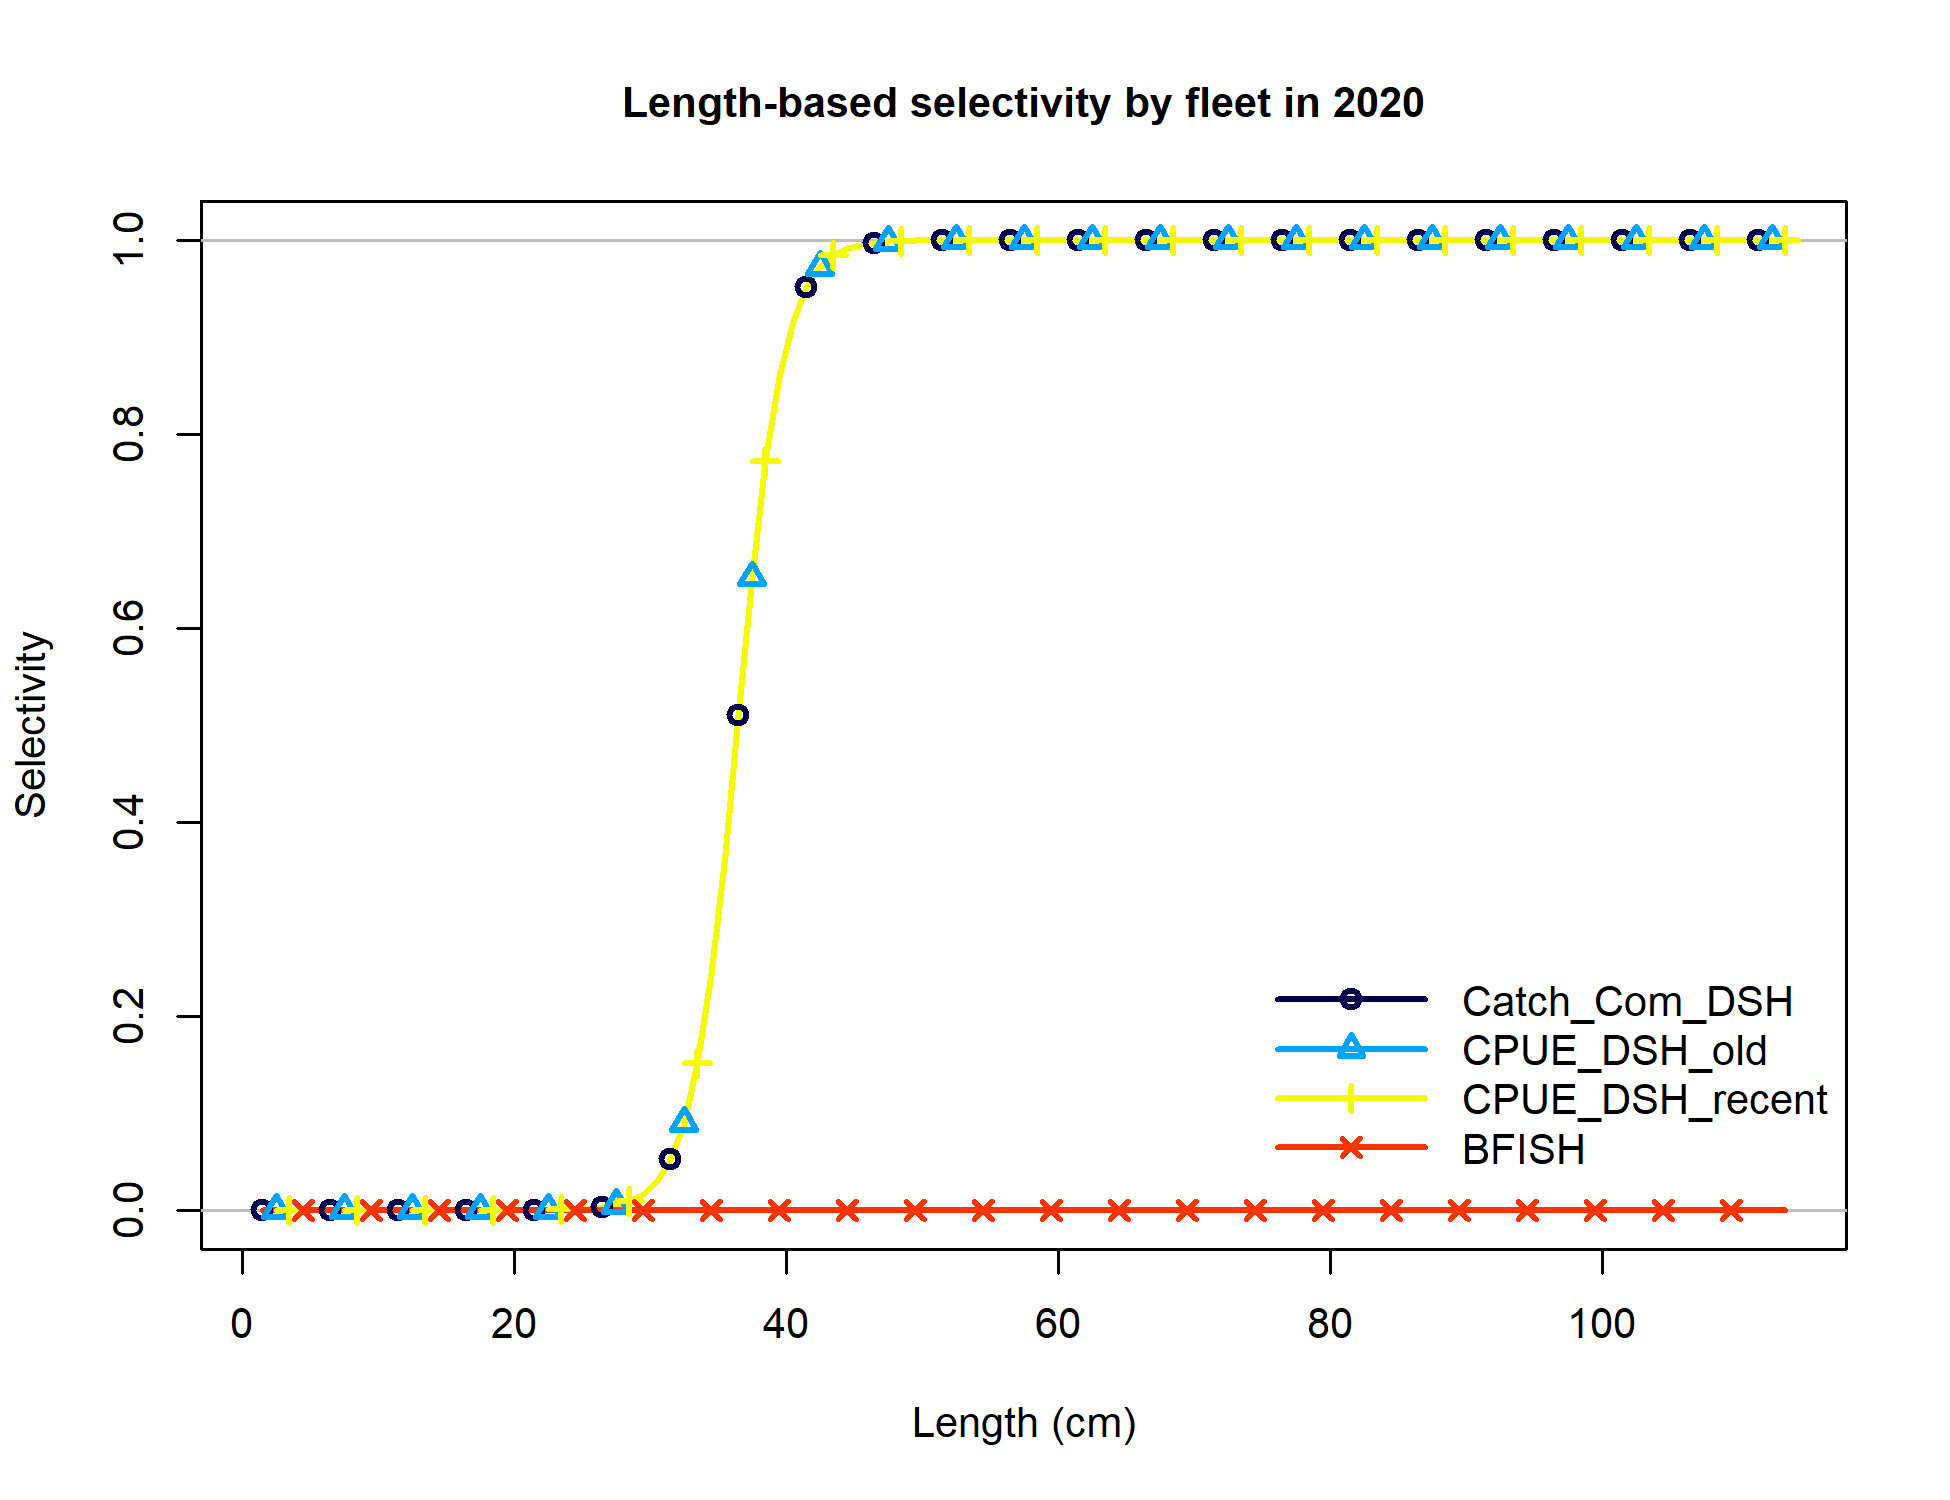 Length-based selectivity by fleet in 2020
Selectivity
1.0
0.8
0.6
0.4
0.2
0.0
Catch_Com_DSH
CPUE_DSH_old
CPUE_DSH_recent
BFISH
0 20 40 60 80 100
Length (cm)